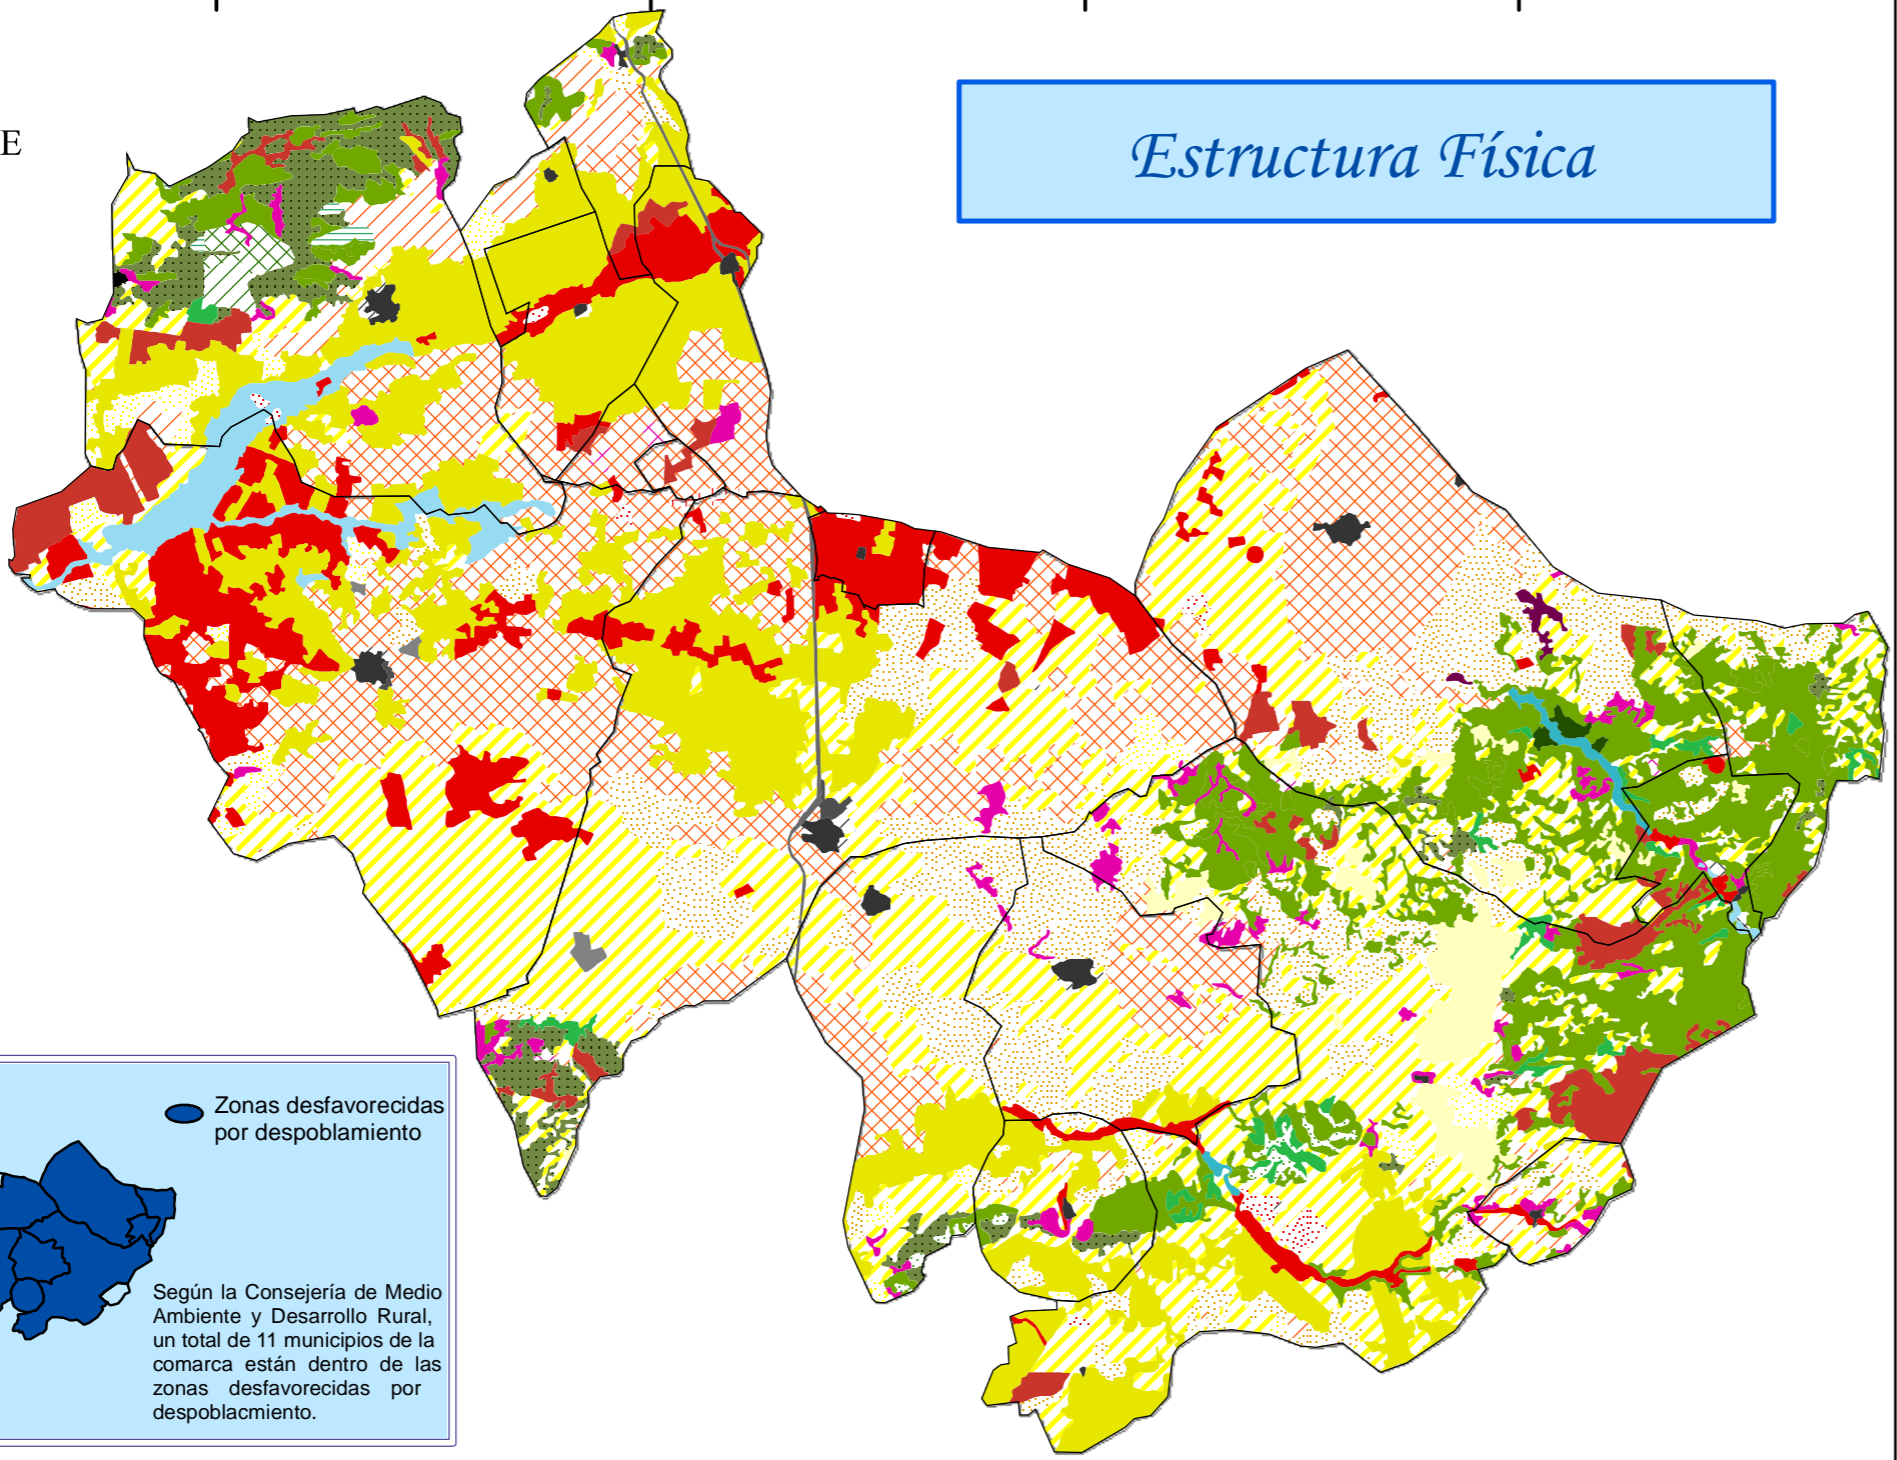 E
Estructura Física
Zonas desfavorecidas
por despoblamiento
Según la Consejería de Medio
Ambiente y Desarrollo Rural,
un total de 11 municipios de la
comarca están dentro de las
zonas desfavorecidas por
despoblacmiento.